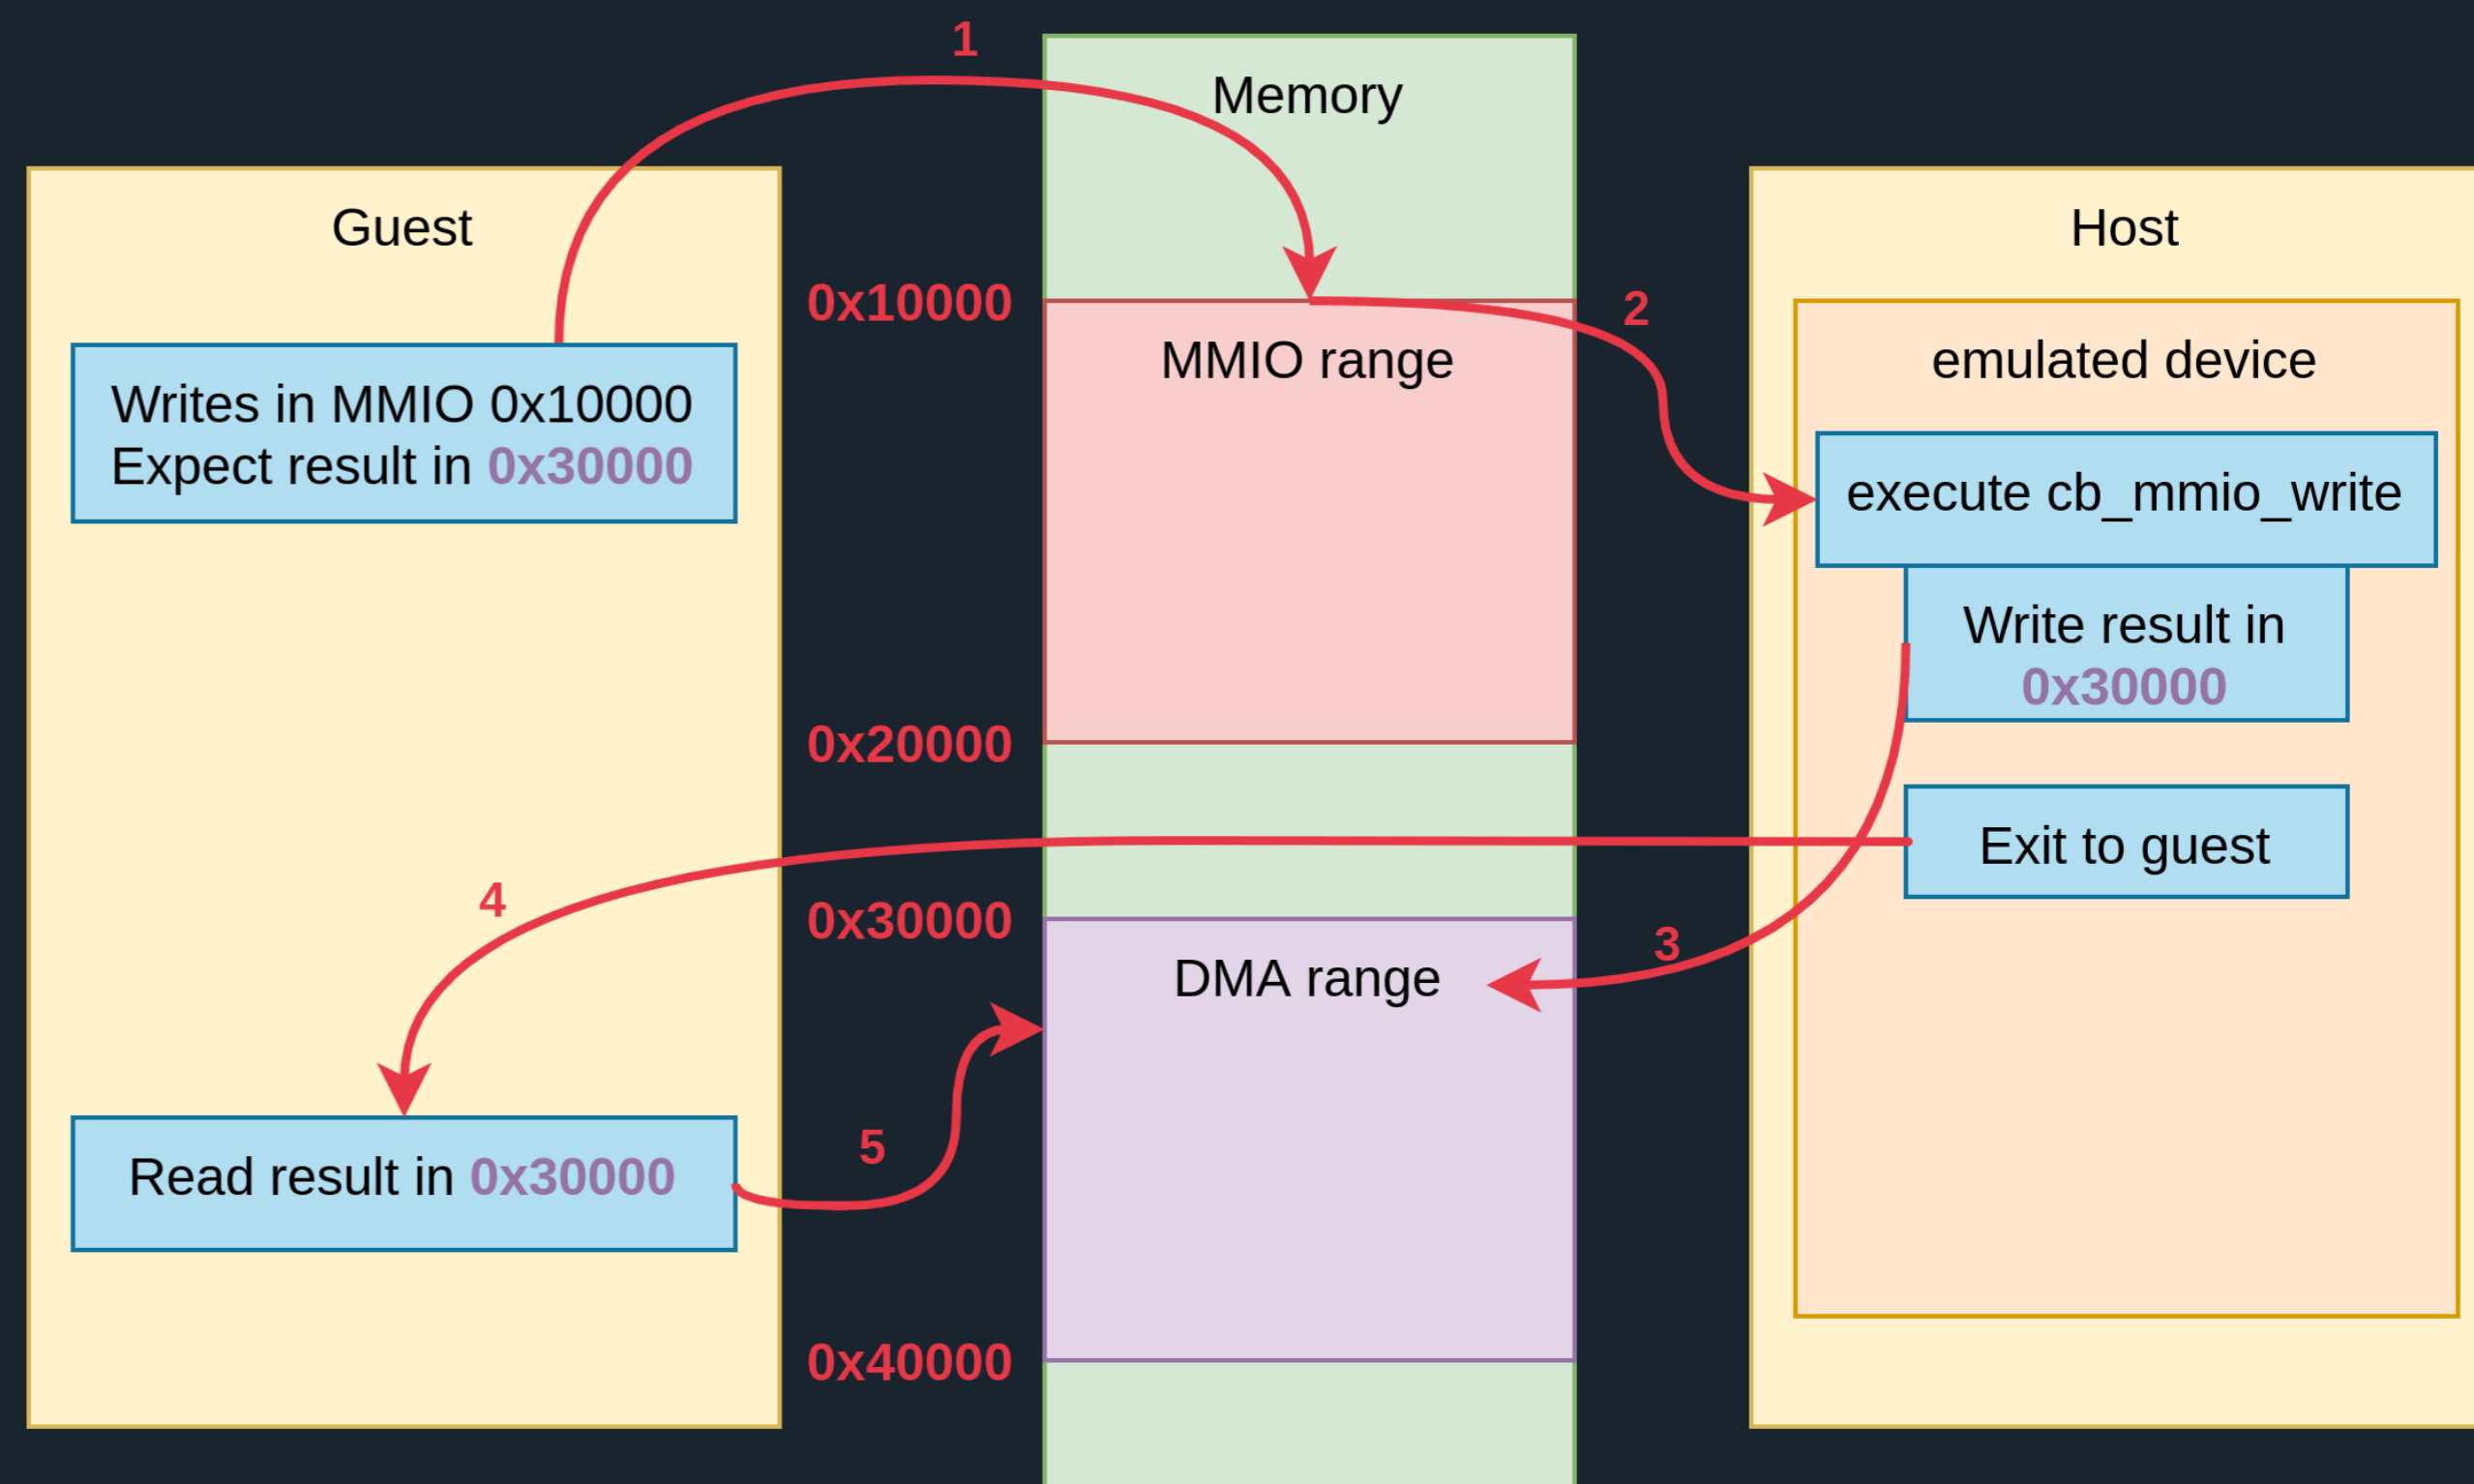 1
Memory
Guest
Host
0x10000
2
MMIO range
emulated device
Writes in MMIO 0x10000
Expect result in 0x30000
execute cb_mmio_write
Write result in
0x30000
0x20000
Exit to guest
4
0x30000
3
DMA range
5
Read result in 0x30000
0x40000